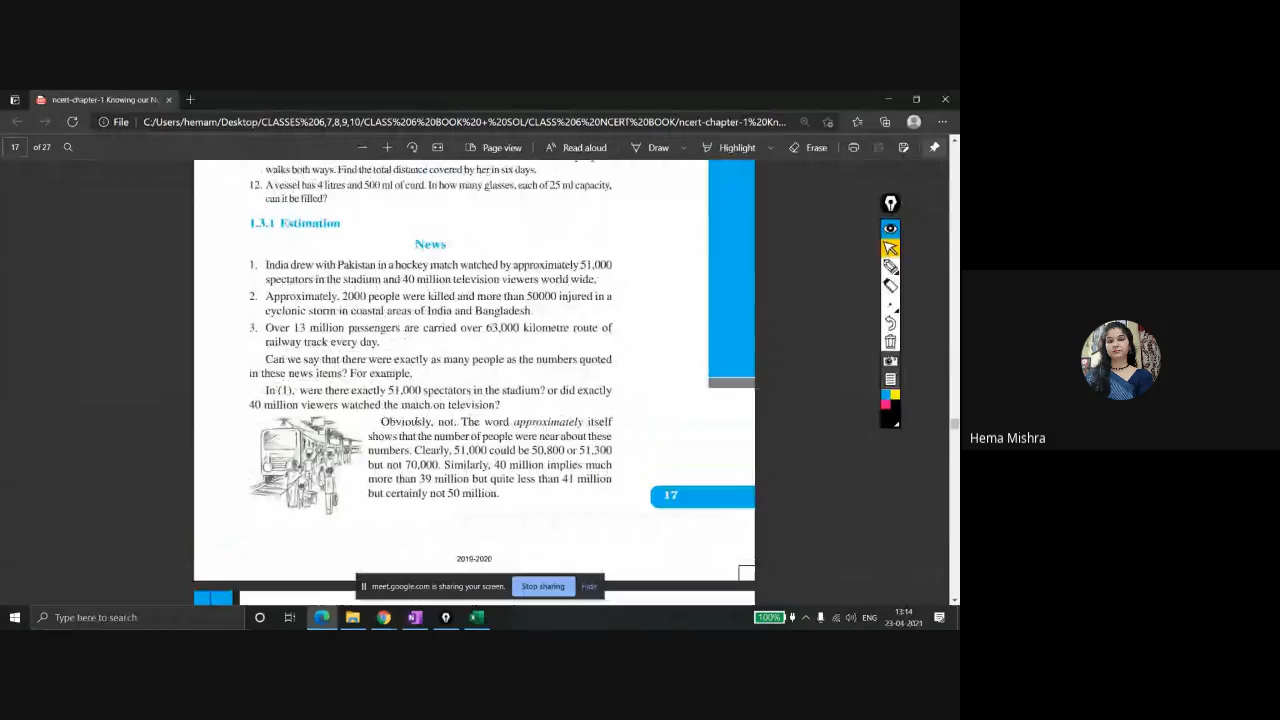 ncert-chapter-1 Knowing our N
File
C:/Users/hemam/Desktop/CLASSES%206,7,8,9,10/CLASS%206%20BOOK%20+%20SOL/CLASS%206%20NCERT%20BOOK/ncert-chapter-1%20Kn...
17 of 27
Page view
Read aloud
Draw
Highlight
Erase
walks both ways. Find the total distance covered by her in six days.
12. A vessel has 4 litres and 500 ml of curd. In how many glasses, each of 25 ml capacity,
can it be filled?
1.3.1 Estimation
News
1. India drew with Pakistan in a hockey match watched by approximately 51,000
spectators in the stadium and 40 million television viewers world wide.
2. Approximately, 2000 people were killed and more than 50000 injured in a
cyclonic storm in coastal areas of India and Bangladesh.
3. Over 13 million passengers are carried over 63,000 kilometre route of
railway track every day.
Can we say that there were exactly as many people as the numbers quoted
in these news items? For example,
In (1), were there exactly 51,000 spectators in the stadium? or did exactly
40 million viewers watched the match on television?
Obviously, not. The word approximately itself
shows that the number of people were near about these
numbers. Clearly, 51,000 could be 50,800 or 51,300
but not 70,000. Similarly, 40 million implies much
more than 39 million but quite less than 41 million
but certainly not 50 million.
17
2019-2020
meet.google.com is sharing your screen.
Stop sharing
Hide
Hema Mishra
Type here to search
100%
ENG
13:14
23-04-2021